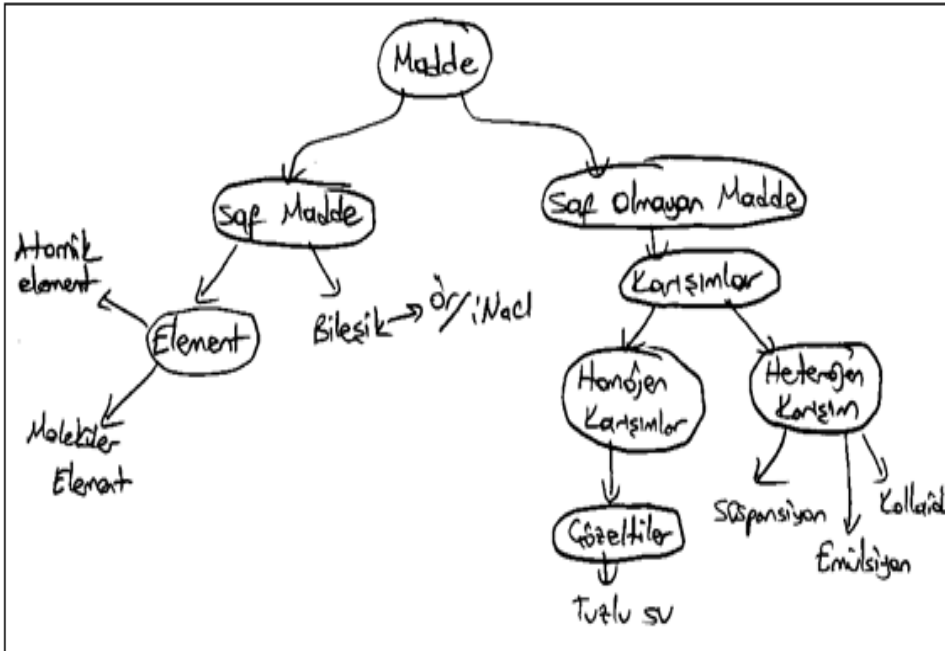 Madde
Saf Madde
Saf Olmayan Madde
Atomik
element
Element
Bileşik
Ör/ : NaCl
Karışımlar
Moleküler
Element
Homojen
Karışımlar
Heterojen
Karışım
Çözeltiler
Tuzlu su
Süspansiyon
Emülsiyon
Kolloid